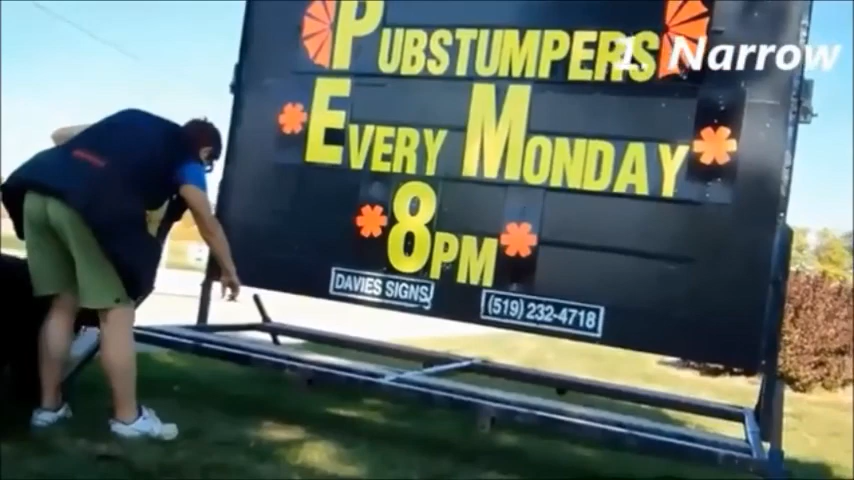 1. Narrow
PUBSTUMPERS
EVERY MONDAY
8PM
DAVIES SIGNS
(519) 232-4718